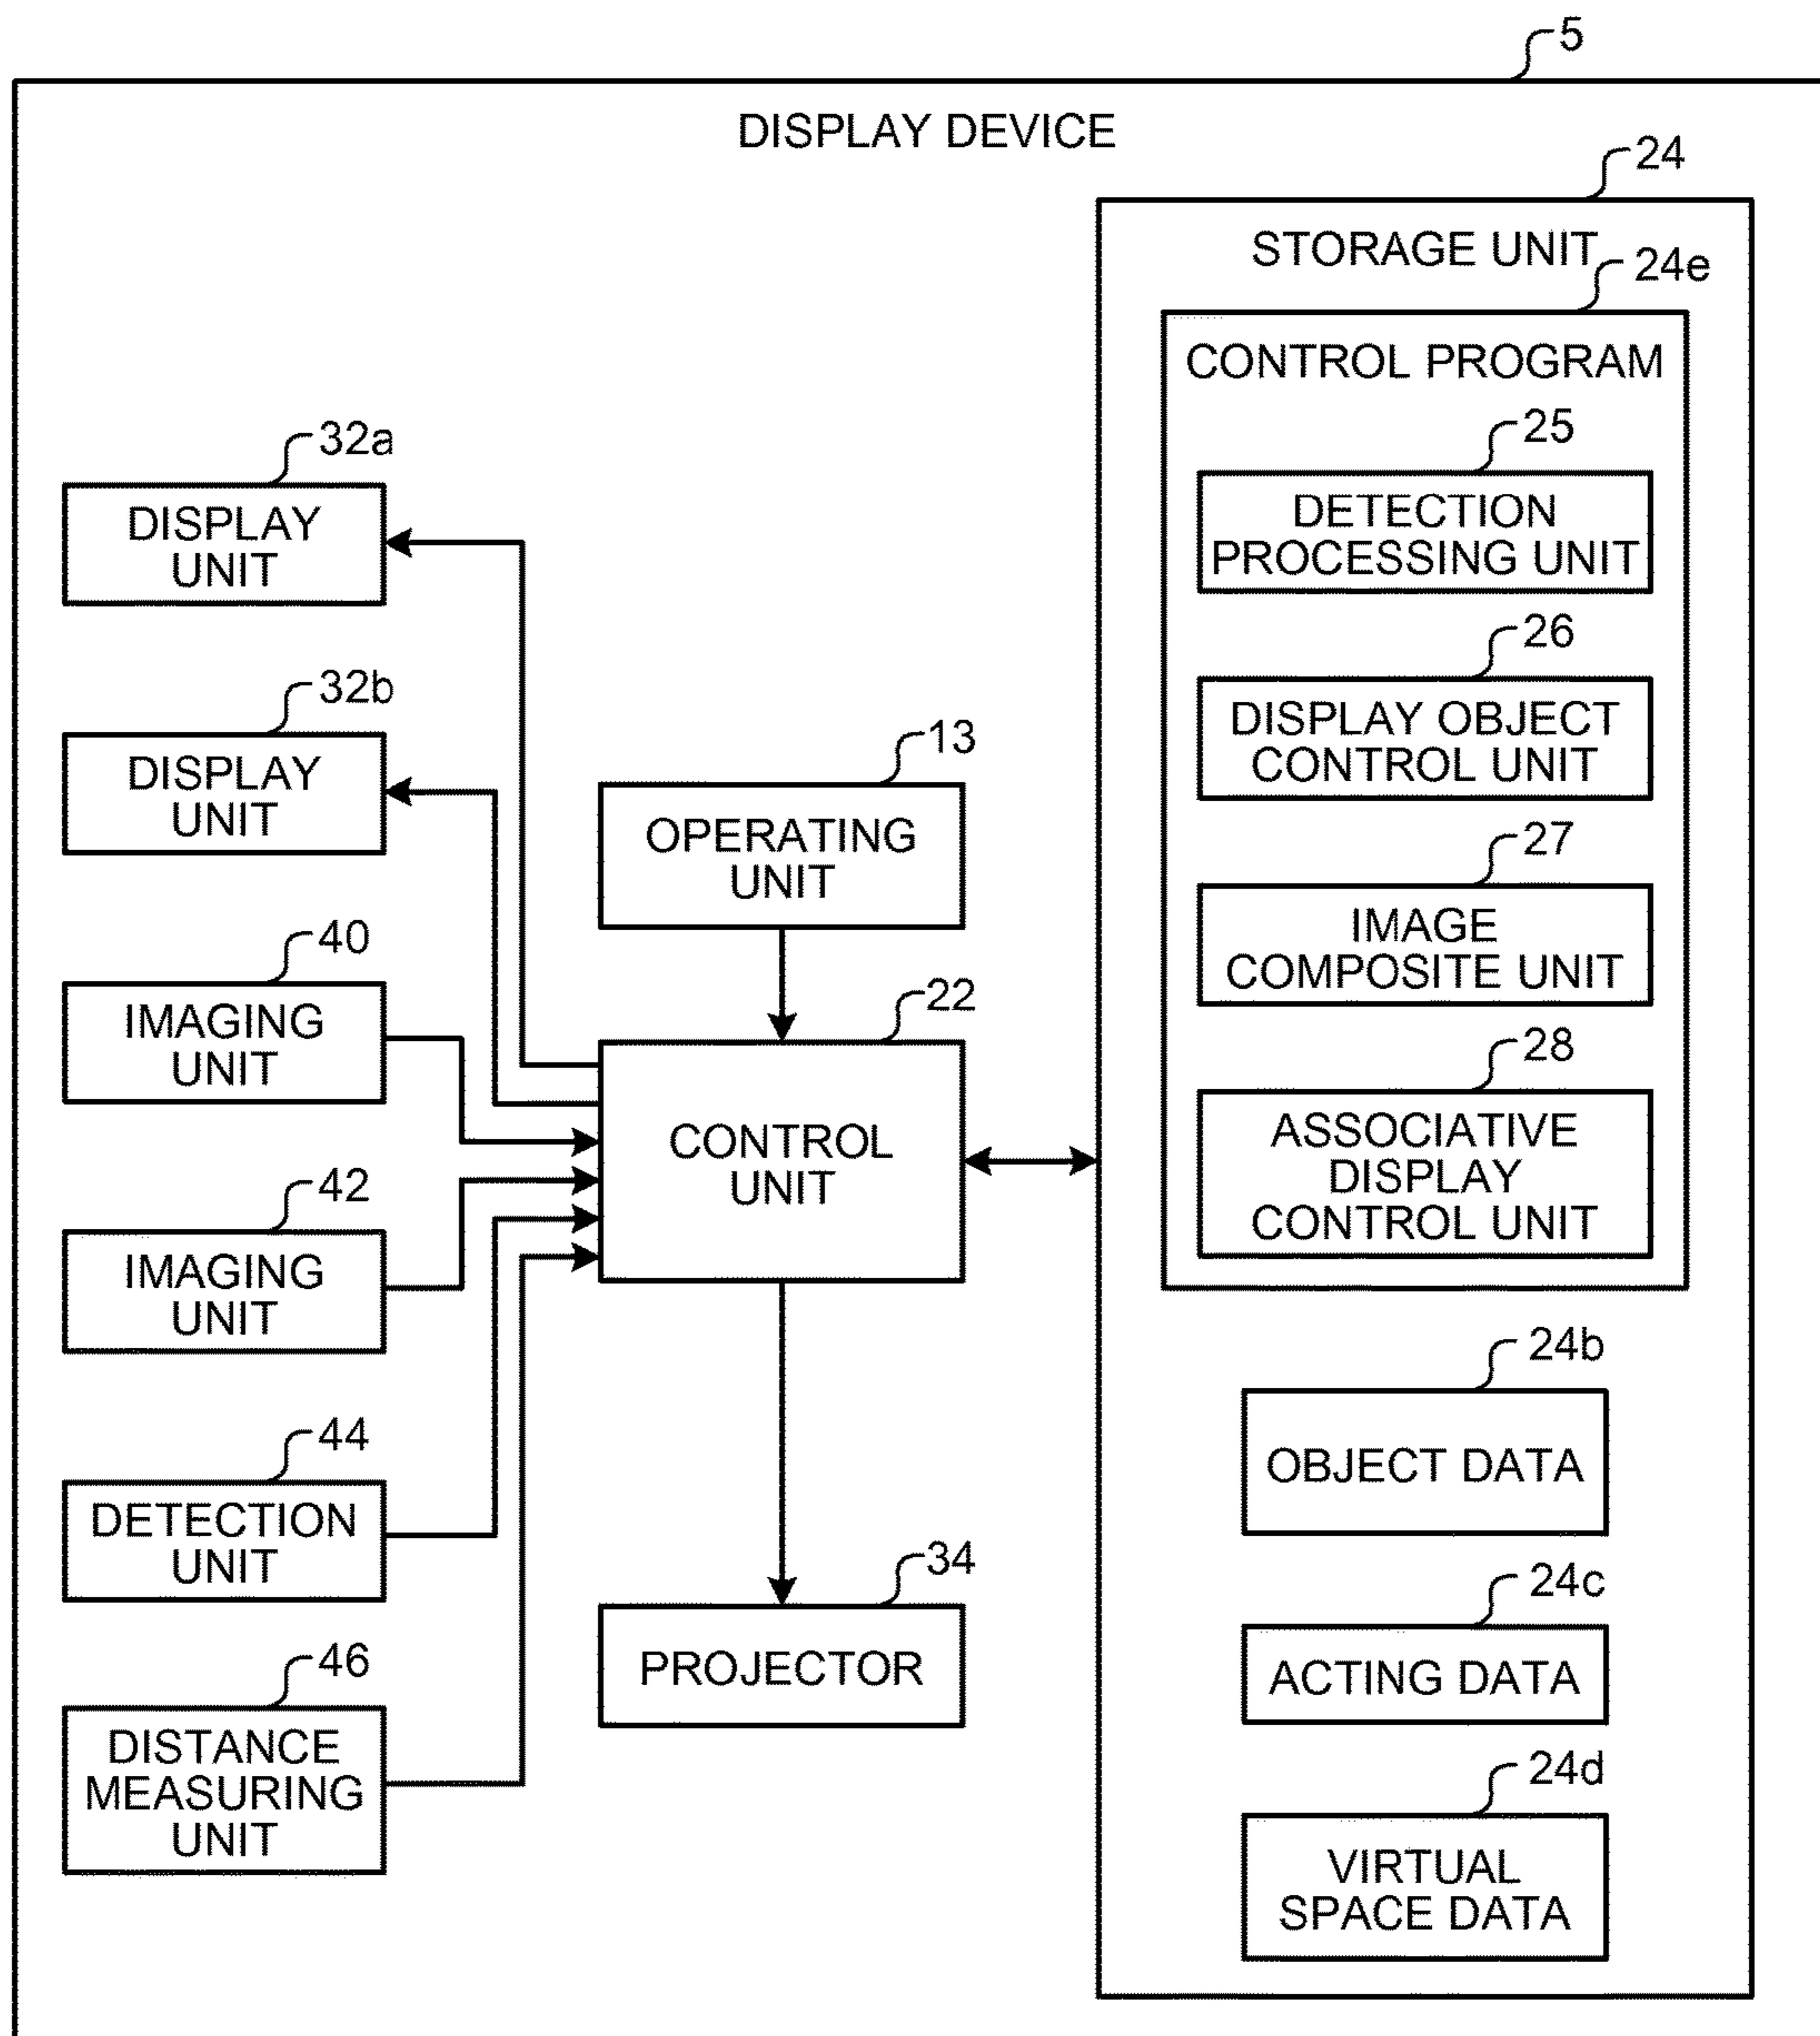 5
DISPLAY DEVICE
24
STORAGE UNIT
24e
CONTROL PROGRAM
25
DETECTION
PROCESSING UNIT
26
DISPLAY OBJECT
CONTROL UNIT
27
IMAGE
COMPOSITE UNIT
28
ASSOCIATIVE
DISPLAY
CONTROL UNIT
24b
OBJECT DATA
24c
ACTING DATA
24d
VIRTUAL
SPACE DATA
32a
DISPLAY
UNIT
32b
DISPLAY
UNIT
40
IMAGING
UNIT
42
IMAGING
UNIT
44
DETECTION
UNIT
46
DISTANCE
MEASURING
UNIT
13
OPERATING
UNIT
22
CONTROL
UNIT
34
PROJECTOR